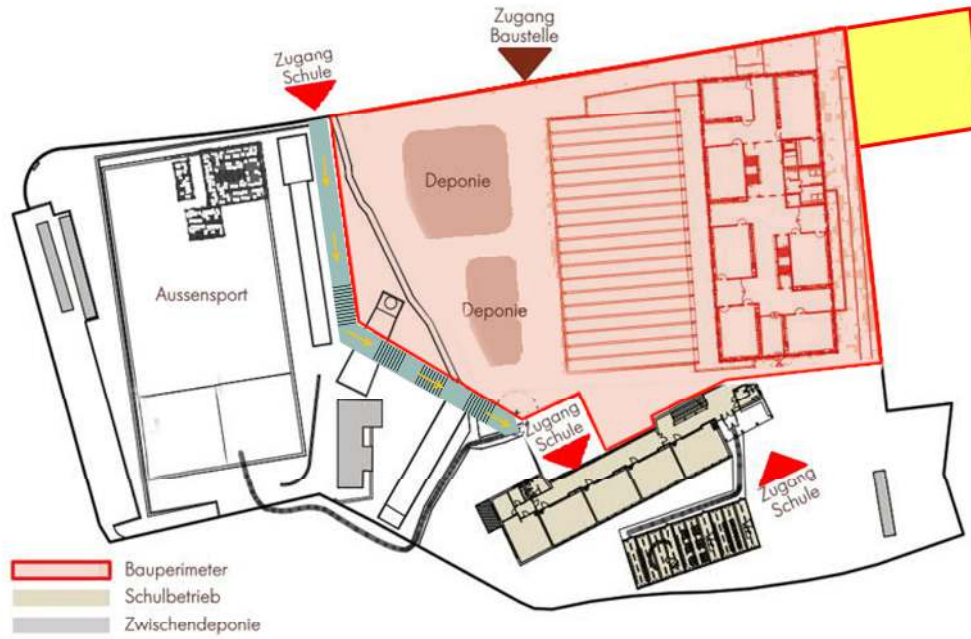 Zugang
Baustelle
Zugang
Schule
Deponie
Aussensport
Deponie
Zugang
Schule
Zugang
Schule
Bauperimeter
Schulbetrieb
Zwischendeponie